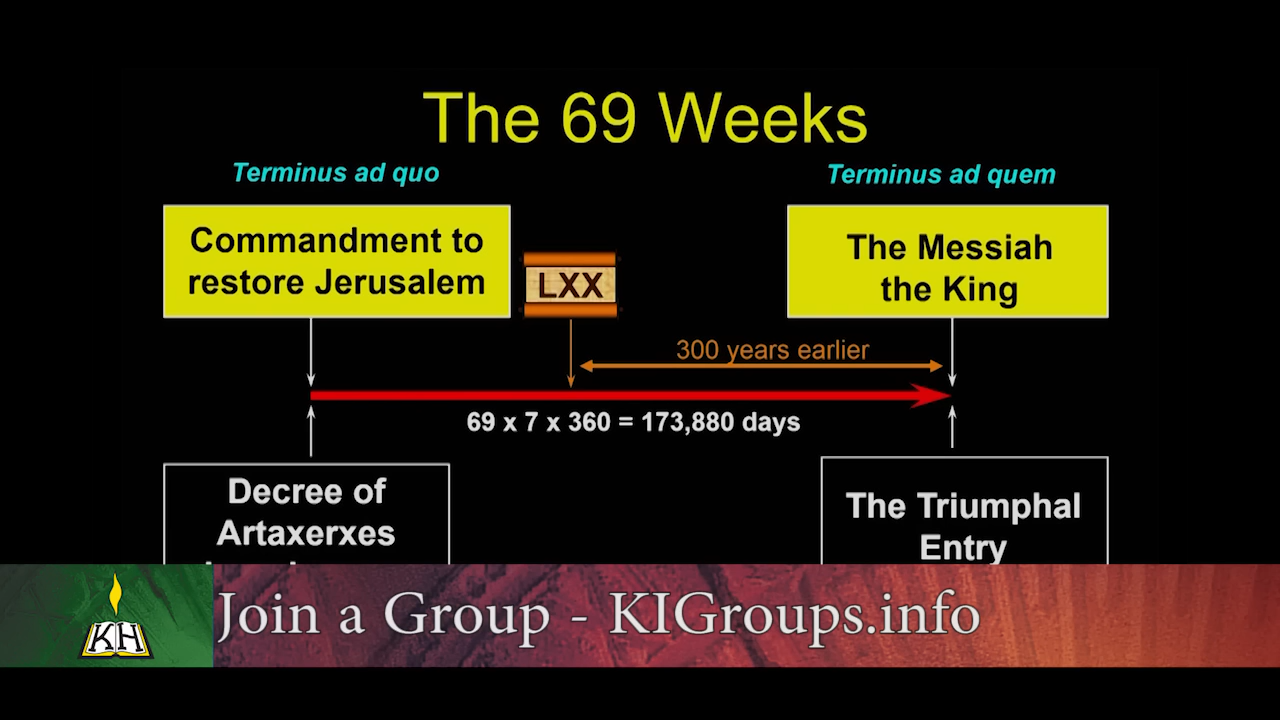 The 69 Weeks
Terminus ad quo
Terminus ad quem
Commandment to
restore Jerusalem
LXX
The Messiah
the King
300 years earlier
69 x 7 x 360 = 173,880 days
Decree of
Artaxerxes
The Triumphal
Entry
KH
Join a Group - KIGroups.info